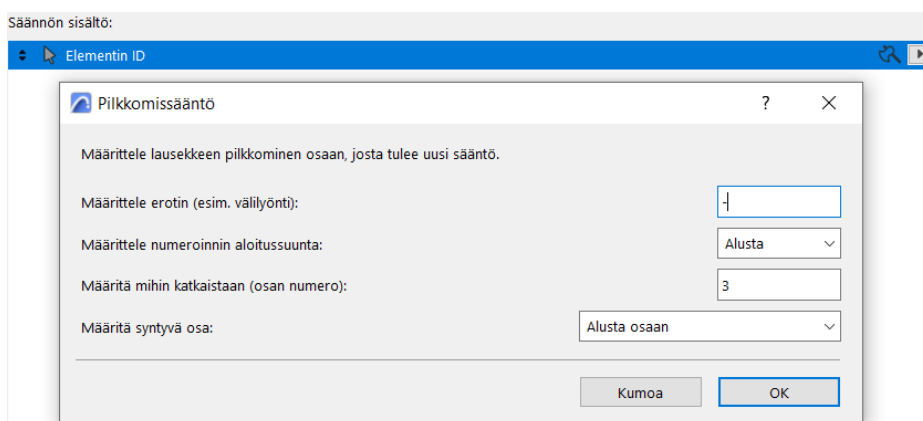 Säännön sisältö:
Elementin ID
Pilkkomissääntö ?
Määrittele lausekkeen pilkkominen osaan, josta tulee uusi sääntö.
Määrittele erotin (esim. välilyönti): -
Määrittele numeroinnin aloitussuunta: Alusta
Määritä mihin katkaistaan (osan numero): 3
Määritä syntyvä osa: Alusta osaan
Kumoa OK